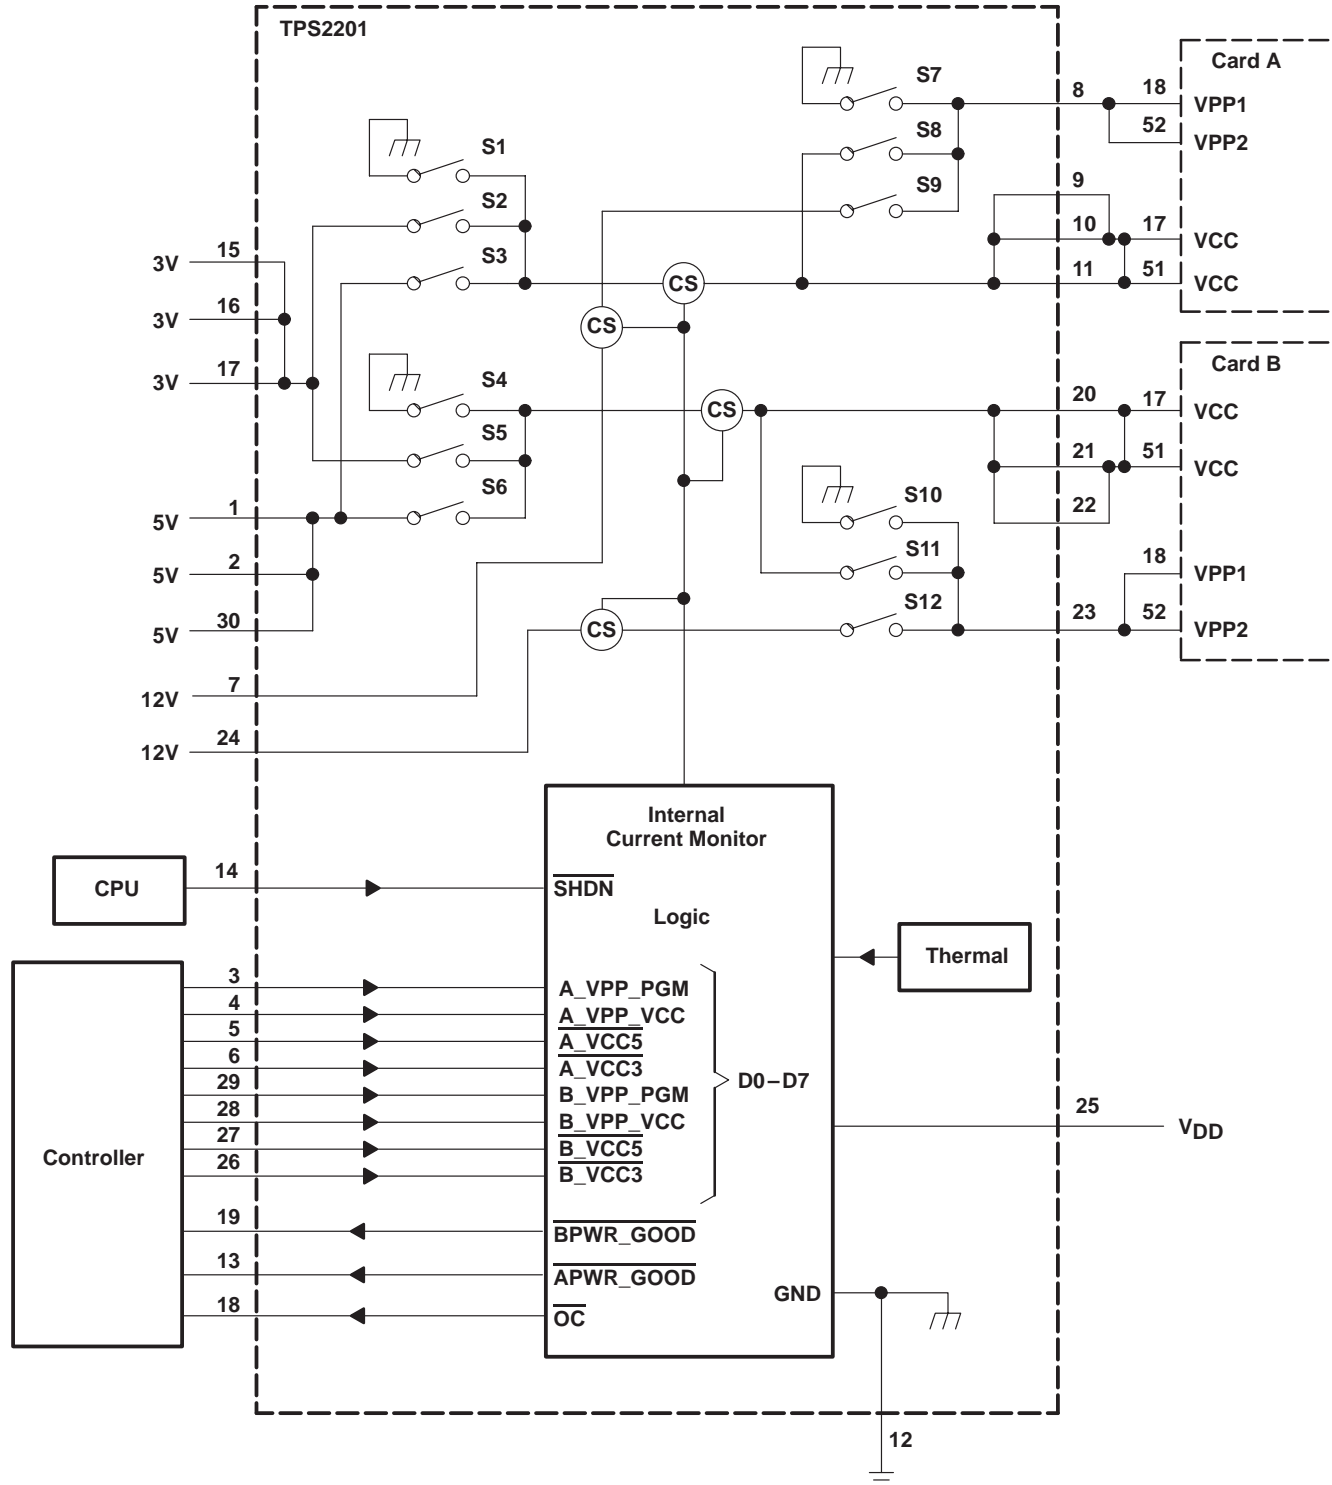 TPS2201
Card A
S7
8
18
VPP1
S8
52
VPP2
S1
9
S9
S2
10
17
VCC
3V
15
S3
CS
11
51
VCC
3V
16
CS
Card B
3V
17
S4
CS
20
17
VCC
S5
21
51
VCC
S6
S10
5V
1
22
S11
5V
2
18
VPP1
S12
5V
30
CS
23
52
VPP2
12V
7
12V
24
Internal
Current Monitor
CPU
14
SHDN
Logic
Thermal
3
A_VPP_PGM
4
A_VPP_VCC
5
A_VCC5
6
A_VCC3
D0–D7
29
B_VPP_PGM
28
B_VPP_VCC
25
VDD
27
B_VCC5
Controller
26
B_VCC3
19
BPWR_GOOD
13
APWR_GOOD
GND
18
OC
12